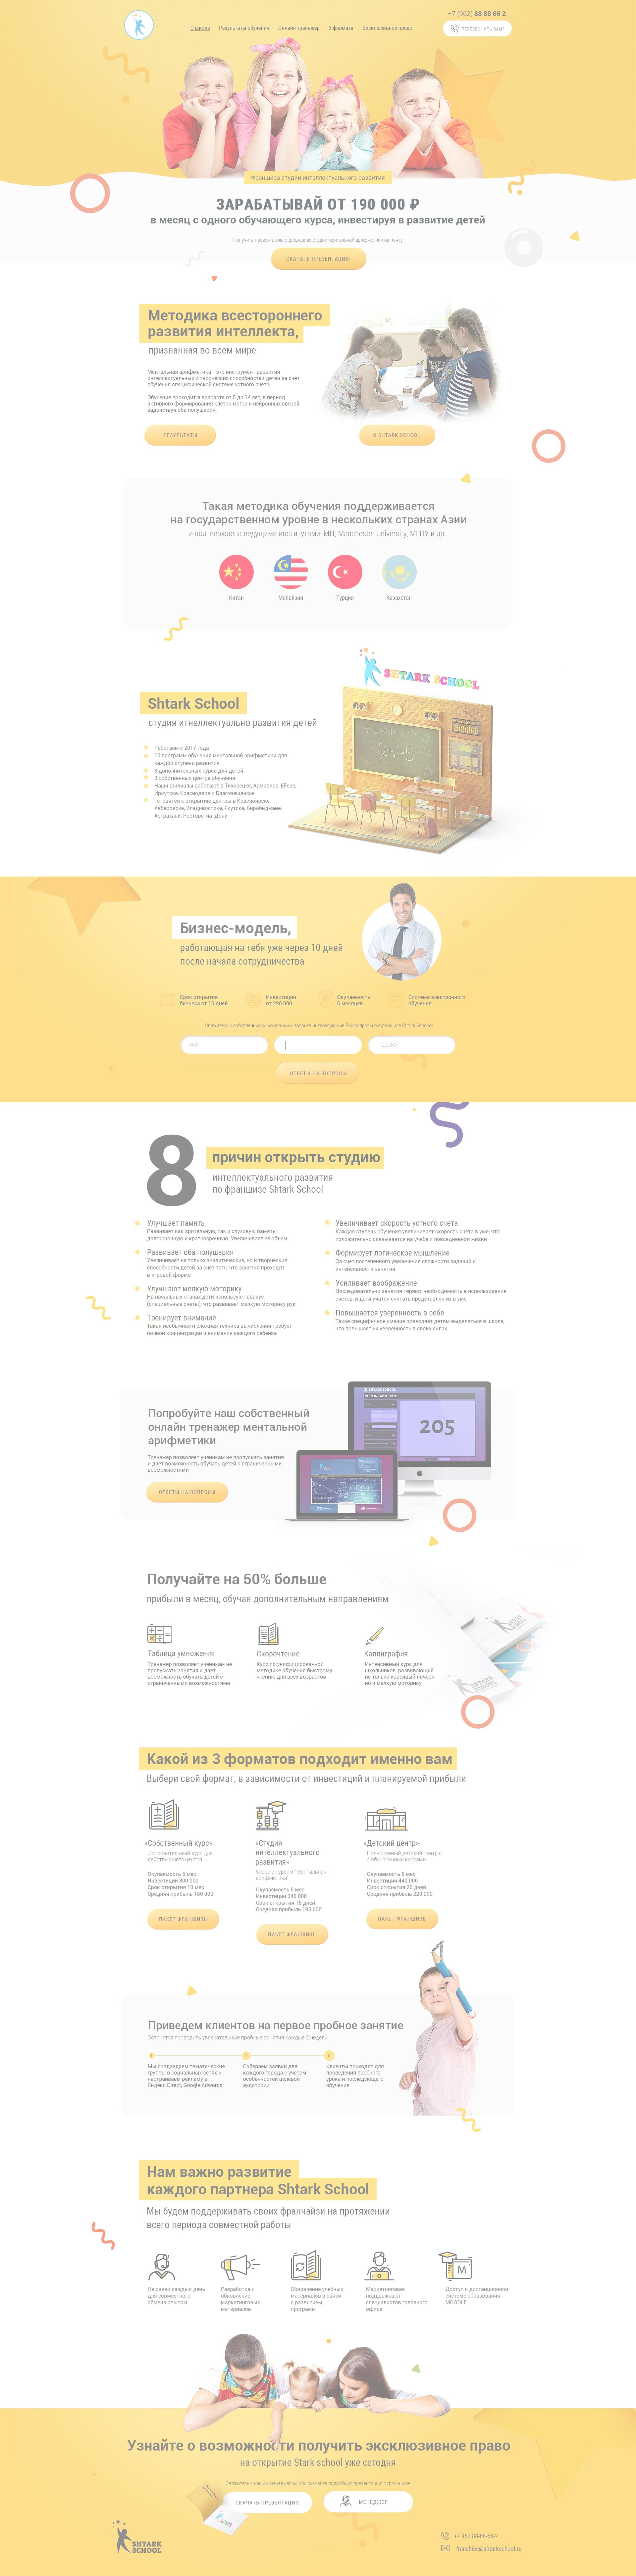 +7 (962) 88 88 66 2
О школе Результаты обучения Онлайн тренажер 3 формата Эксклюзивное право
ПЕРЕЗВОНИТЬ ВАМ?
Франшиза студии интеллектуального развития
ЗАРАБАТЫВАЙ ОТ 190 000 ₽
в месяц с одного обучающего курса, инвестируя в развитие детей
Получите презентацию о франшизе студии ментальной арифметики на почту
СКАЧАТЬ ПРЕЗЕНТАЦИЮ
Методика всестороннего
развития интеллекта,
признанная во всем мире
Ментальная арифметика - это инструмент развития
интеллектуальных и творческих способностей детей за счет
обучения специфической системе устного счета.
Обучение проходит в возрасте от 5 до 14 лет, в период
активного формирования клеток мозга и нейронных связей,
задействуя оба полушария.
РЕЗУЛЬТАТЫ
О SHTARK SCHOOL
Такая методика обучения поддерживается
на государственном уровне в нескольких странах Азии
и подтверждена ведущими институтами: MIT, Manchester University, МГПУ и др.
Китай Малайзия Турция Казахстан
SHTARK SCHOOL
2+2=5
Shtark School
- студия итнеллектуально развития детей
Работаем с 2017 года
10 программ обучения ментальной арифметики для
каждой ступени развития
3 дополнительных курса для детей
3 собственных центра обучения
Наши филиалы работают в Тихорецке, Армавире, Ейске,
Иркутске, Краснодаре и Благовещенске
Готовятся к открытию центры в Красноярске,
Хабаровске, Владивостоке, Якутске, Биробиджане,
Астрахани, Ростове-на-Дону
Бизнес-модель,
работающая на тебя уже через 10 дней
после начала сотрудничества
Срок открытия
бизнеса от 10 дней
Инвестиции
от 290 000
Окупаемость
6 месяцев
Система электронного
обучения
Свяжитесь с собственником компании и задайте интересующие Вас вопросы о франшизе Shtark School!
ИМЯ
ТЕЛЕФОН
ОТВЕТЫ НА ВОПРОСЫ
8 причин открыть студию
интеллектуального развития
по франшизе Shtark School
Улучшает память
Развивает как зрительную, так и слуховую память;
долгосрочную и краткосрочную. Увеличивает её объем.
Развивает оба полушария
Увеличивает не только аналитические, но и творческие
способности детей за счет того, что занятия проходят
в игровой форме
Улучшают мелкую моторику
На начальных этапах дети используют абакус
(специальные счеты), что развивает мелкую моторику рук
Тренирует внимание
Такая необычная и сложная техника вычисления требует
полной концентрации и внимания каждого ребёнка
Увеличивает скорость устного счета
Каждая ступень обучения увеличивает скорость счета в уме, что
положительно сказывается на учебе и повседневной жизни
Формирует логическое мышление
За счет постепенного увеличения сложности заданий и
интенсивности занятий
Усиливает воображение
Последовательно занятия теряют необходимость в использовании
счетов, и дети учатся считать представляя их в уме
Повышается уверенность в себе
Такое специфичное умение позволяет детям выделяться в школе,
что повышает их уверенность в своих силах
Попробуйте наш собственный
онлайн тренажер ментальной
арифметики
Тренажер позволяет ученикам не пропускать занятия
и дает возможность обучать детей с ограниченными
возможностями
ОТВЕТЫ НА ВОПРОСЫ
205
Получайте на 50% больше
прибыли в месяц, обучая дополнительным направлениям
Таблица умножения
Тренажер позволяет ученикам не
пропускать занятия и дает
возможность обучать детей с
ограниченными возможностями
Скорочтение
Курс по унифицированной
методике обучения быстрому
чтению для всех возрастов
Каллиграфия
Интенсивный курс для
школьников, развивающий
не только красивый почерк,
но и мелкую моторику
SHTARK
SCHOOL
Какой из 3 форматов подходит именно вам
Выбери свой формат, в зависимости от инвестиций и планируемой прибыли
«Собственный курс»
Дополнительный курс для
действующего центра
Окупаемость 5 мес
Инвестиции 300 000
Срок открытия 10 мес
Средняя прибыль 180 000
ПАКЕТ ФРАНШИЗЫ
«Студия
интеллектуального
развития»
Класс с курсом "Ментальная
арифметика"
Окупаемость 6 мес
Инвестиции 340 000
Срок открытия 15 дней
Средняя прибыль 195 000
ПАКЕТ ФРАНШИЗЫ
«Детский центр»
Полноценный детский центр с
4 обучающими курсами
Окупаемость 6 мес
Инвестиции 440 000
Срок открытия 20 дней
Средняя прибыль 220 000
ПАКЕТ ФРАНШИЗЫ
Приведем клиентов на первое пробное занятие
Останется проводить увлекательные пробные занятия каждые 2 недели
1 2 3
Мы создаедаем тематические
группы в социальных сетях и
настраиваем рекламу в
Яндекс.Direct, Google.Adwords;
Собераем заявки для
каждого города с учетом
особенностей целевой
аудитории;
Клиенты приходят для
проведения пробного
урока и последующего
обучения
Нам важно развитие
каждого партнера Shtark School
Мы будем поддерживать своих франчайзи на протяжении
всего периода совместной работы
На связи каждый день
для совместного
обмена опытом
Разработка и
обновление
маркетинговых
материалов
Обновление учебных
материалов в связи
с развитием
программ
Маркетинговая
поддержка от
специалистов головного
офиса
Доступ к дистанционной
системе образования
MOODLE
Узнайте о возможности получить эксклюзивное право
на открытие Stark school уже сегодня
Свяжитесь с нашим менеджером или скачайте подробную презентацию о франшизе
СКАЧАТЬ ПРЕЗЕНТАЦИЮ
МЕНЕДЖЕР
SHTARK
SCHOOL
+7 962 88-88-66-2
franchise@shtarkschool.ru